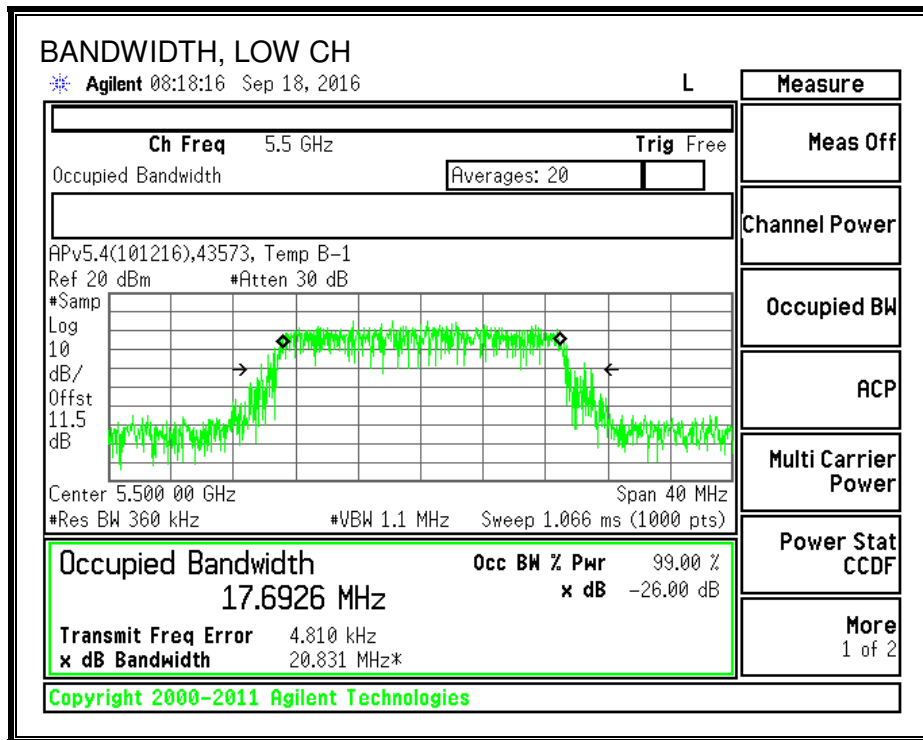 BANDWIDTH, LOW CH
Agilent 08:18:16 Sep 18, 2016 L
Measure
Ch Freq 5.5 GHz Trig Free
Meas Off
Occupied Bandwidth Averages: 20
Channel Power
APv5.4(101216),43573, Temp B-1
Ref 20 dBm #Atten 30 dB
#Samp
Log
10
dB/
Offst
11.5
dB
Occupied BW
ACP
Multi Carrier
Power
Center 5.500 00 GHz Span 40 MHz
#Res BW 360 kHz #VBW 1.1 MHz Sweep 1.066 ms (1000 pts)
Power Stat
CCDF
Occupied Bandwidth Occ BW % Pwr 99.00 %
17.6926 MHz x dB -26.00 dB
Transmit Freq Error 4.810 kHz
x dB Bandwidth 20.831 MHz*
More
1 of 2
Copyright 2000-2011 Agilent Technologies